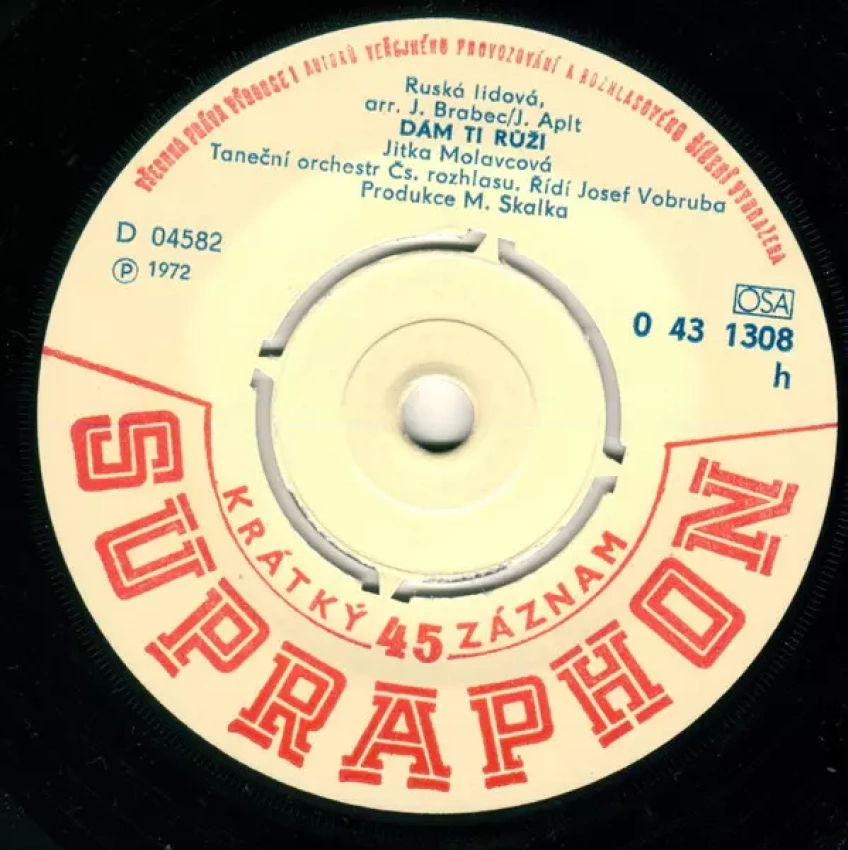 VŠECHNA PRÁVA VÝROBCE I AUTORŮ VEŘEJNÉHO PROVOZOVÁNÍ A ROZHLASOVÉHO ŠÍŘENÍ VYHRAZENA
Ruská lidová,
arr. J. Brabec/J. Aplt
DÁM TI RŮŽI
Jitka Molavcová
Taneční orchestr Čs. rozhlasu. Řídí Josef Vobruba
Produkce M. Skalka
D 04582
Ⓟ 1972
OSA
0 43 1308
h
KRÁTKÝ 45 ZÁZNAM
SUPRAPHON